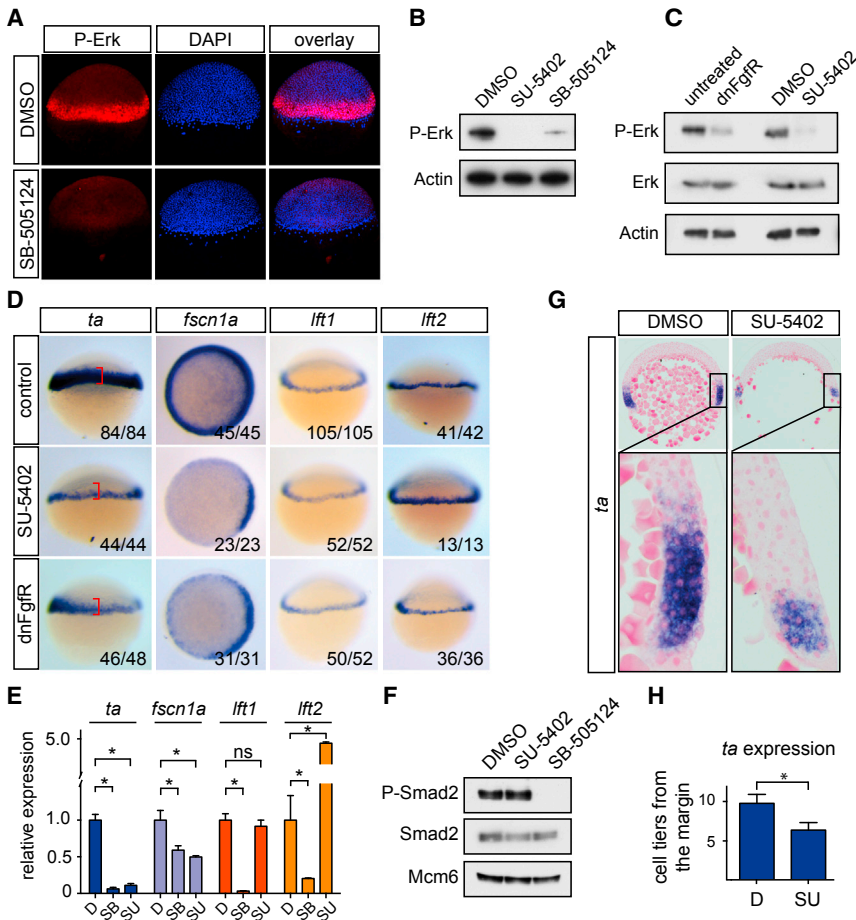 A
P-Erk DAPI overlay
DMSO
SB-505124
B
DMSO SU-5402 SB-505124
P-Erk
Actin
C
untreated dnFgfR DMSO SU-5402
P-Erk
Erk
Actin
D
ta fscn1a lft1 lft2
control
84/84 45/45 105/105 41/42
SU-5402
44/44 23/23 52/52 13/13
dnFgfR
46/48 31/31 50/52 36/36
E
ta fscn1a lft1 lft2
relative expression
5.0
1.0
0.5
0
* * * * * ns * *
D SB SU D SB SU D SB SU D SB SU
F
DMSO SU-5402 SB-505124
P-Smad2
Smad2
Mcm6
G
DMSO SU-5402
ta
H
ta expression
cell tiers from
the margin
10
5
*
D SU